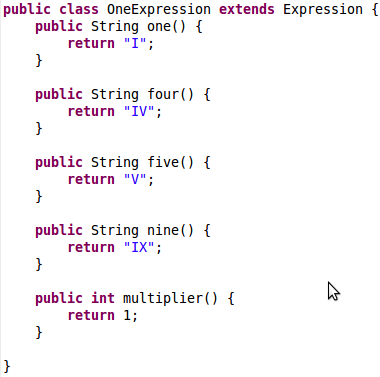 public class OneExpression extends Expression {
    public String one() {
        return "I";
    }

    public String four() {
        return "IV";
    }

    public String five() {
        return "V";
    }

    public String nine() {
        return "IX";
    }

    public int multiplier() {
        return 1;
    }

}